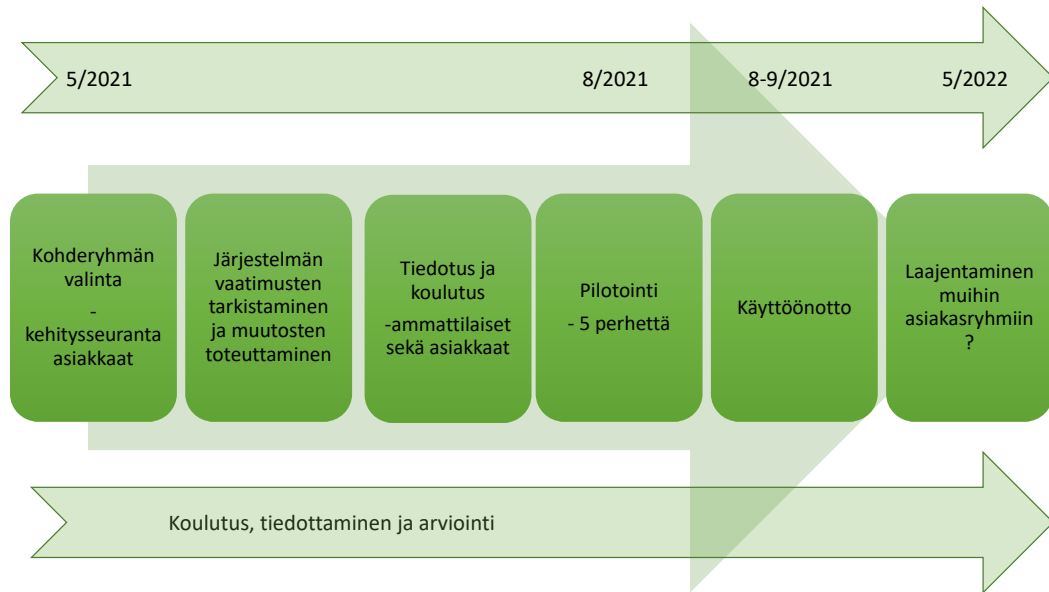 5/2021
8/2021
8-9/2021
5/2022
Kohderyhmän
valinta
-
kehitysseuranta
asiakkaat
Järjestelmän
vaatimusten
tarkistaminen
ja muutosten
toteuttaminen
Tiedotus ja
koulutus
-ammattilaiset
sekä asiakkaat
Pilotointi
- 5 perhettä
Käyttöönotto
Laajentaminen
muihin
asiakasryhmiin
?
Koulutus, tiedottaminen ja arviointi